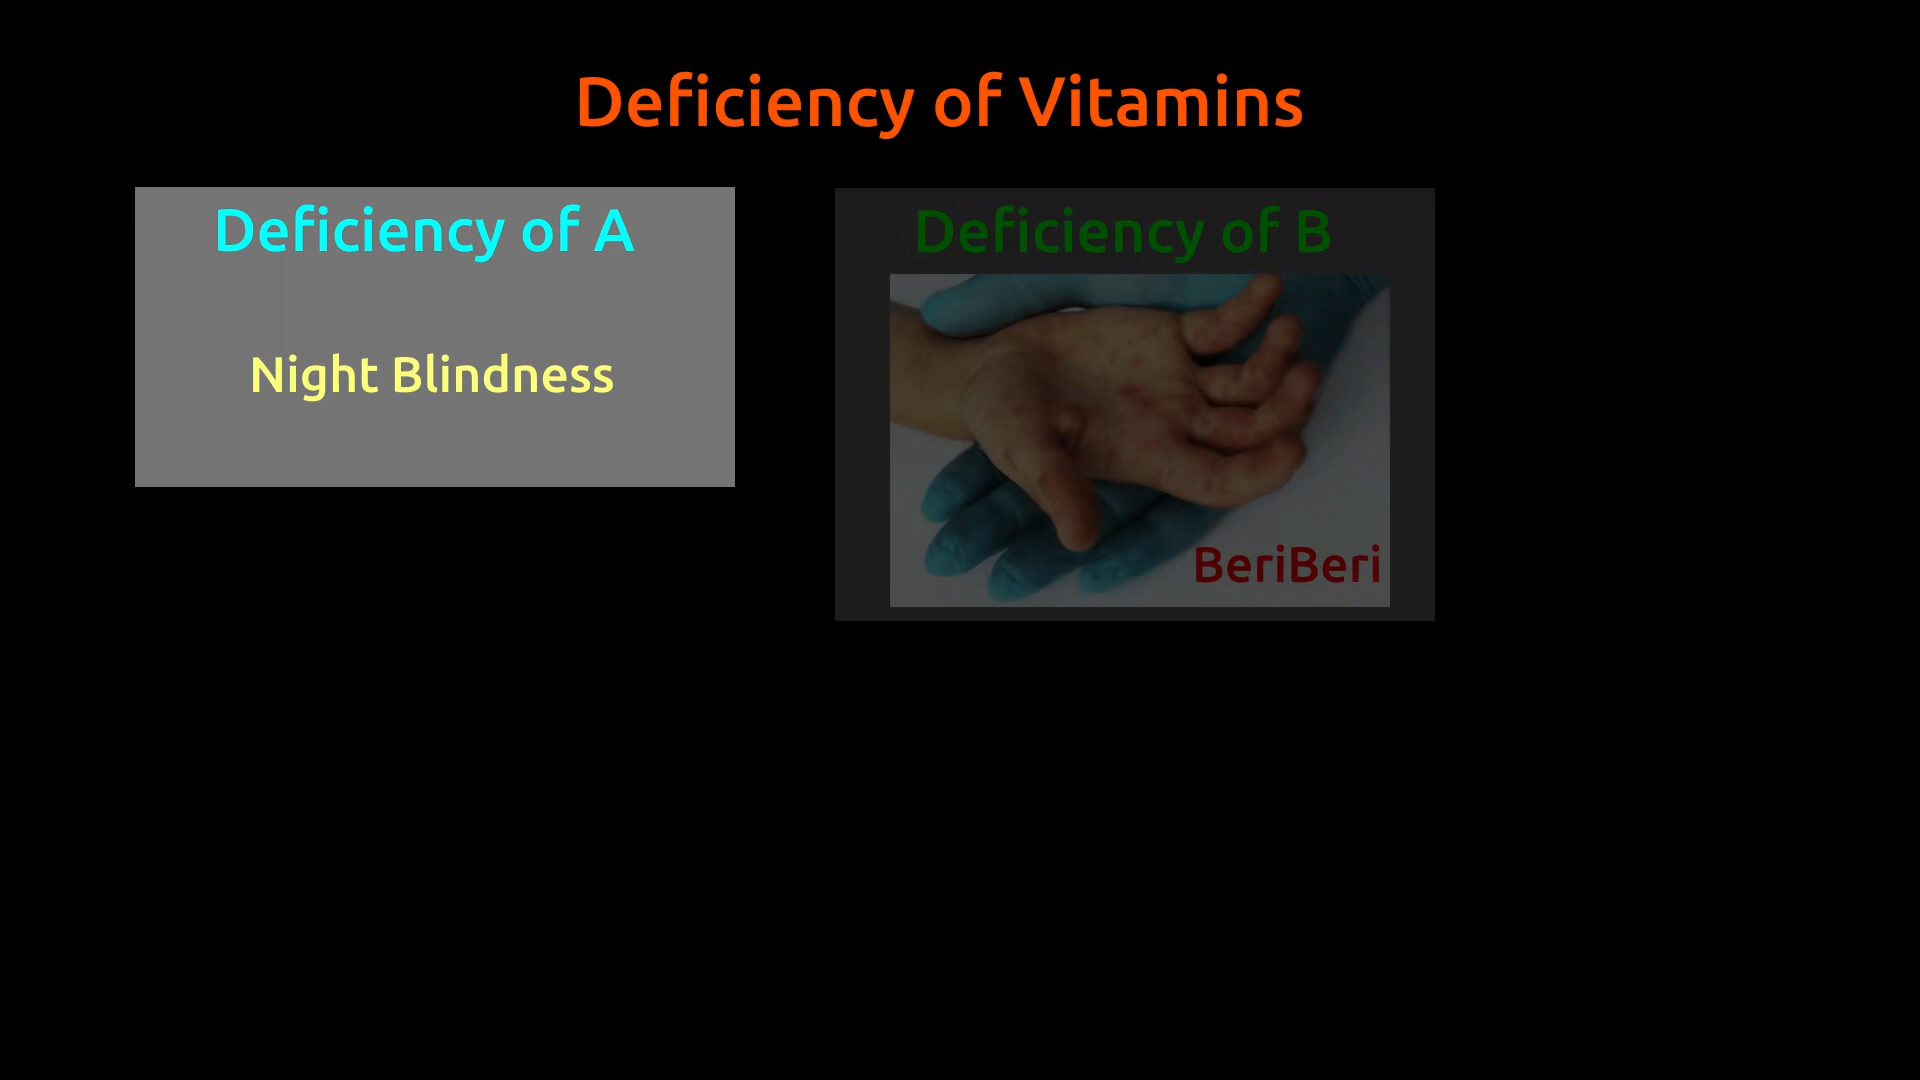 Deficiency of Vitamins
Deficiency of A
Night Blindness
Deficiency of B
BeriBeri